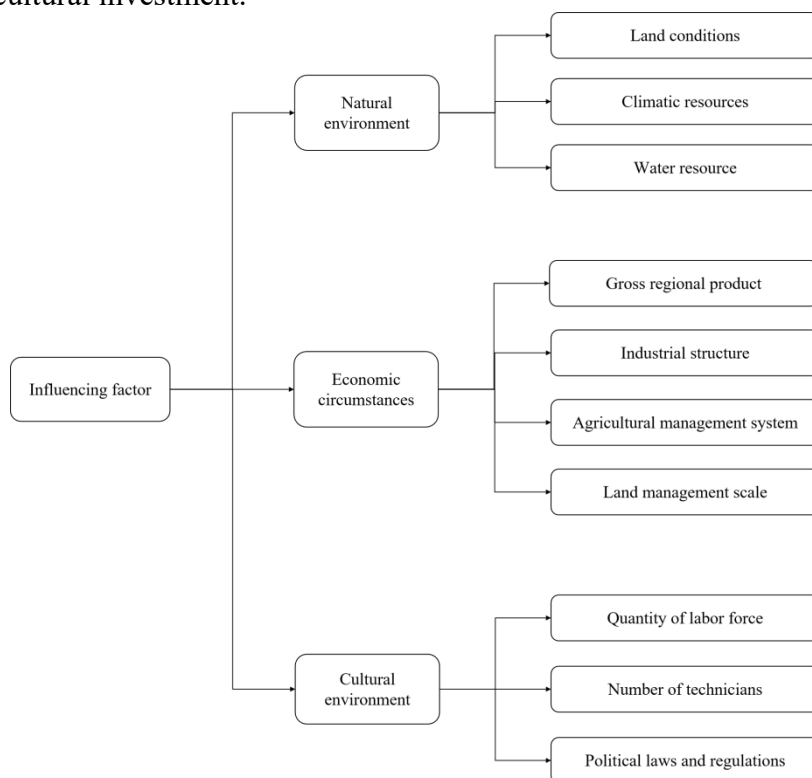 cultural investment.
Land conditions
Natural
environment
Climatic resources
Water resource
Gross regional product
Industrial structure
Influencing factor
Economic
circumstances
Agricultural management system
Land management scale
Quantity of labor force
Cultural
environment
Number of technicians
Political laws and regulations